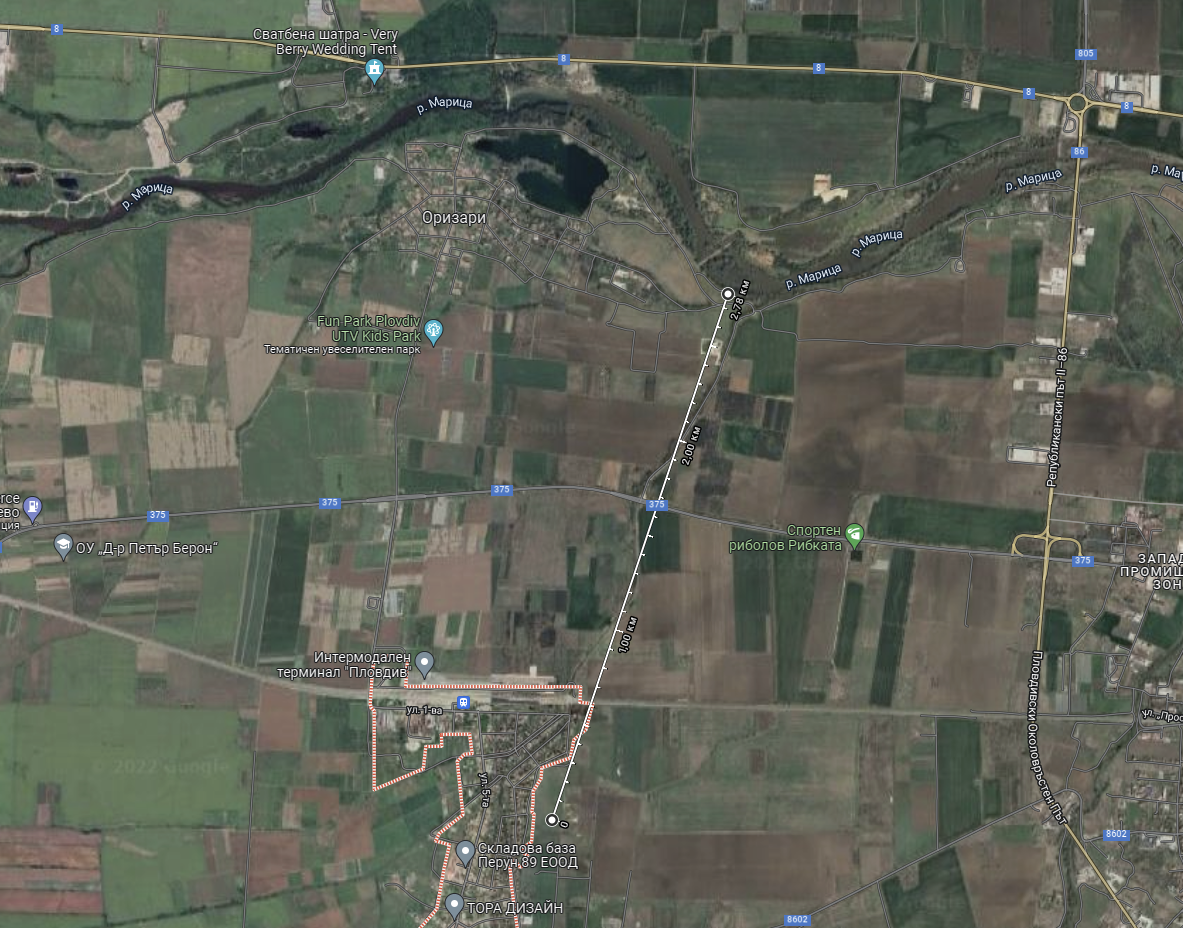 8
Сватбена шатра - Very
Berry Wedding Tent
8
8
805
8
8
86
р. Марица
р. Марица
р. Марица
р. Марица
р. Марица
Оризари
2,78 км
Fun Park Plovdiv
UTV Kids Park
Тематичен увеселителен парк
Републикански път II-86
2,00 км
375
375
375
375
375
ОУ „Д-р Петър Берон“
Спортен
риболов Рибката
1,00 км
Интермодален
терминал "Пловдив"
ул. 1-ва
Пловдивски Околовръстен Път
© 2022 Google
ул. 5-та
0
8602
Складова база
Перун 89 ЕООД
ТОРА ДИЗАЙН
8602